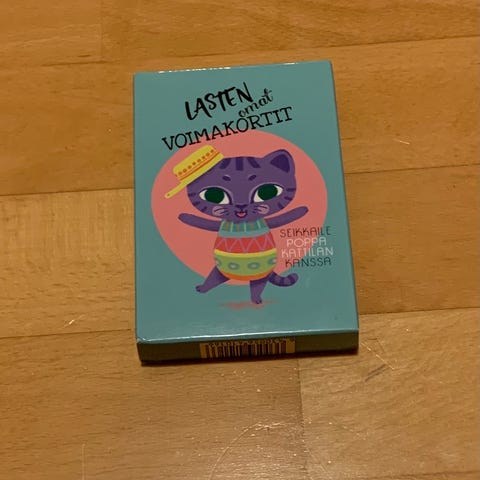 LASTEN
omat
VOIMAKORTIT
SEIKKAILE
POPPA
KATTILAN
KANSSA